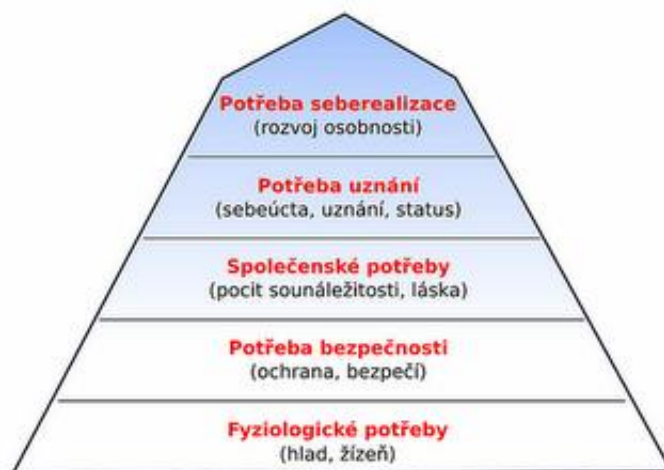 Potřeba seberealizace
(rozvoj osobnosti)
Potřeba uznání
(sebeúcta, uznání, status)
Společenské potřeby
(pocit sounáležitosti, láska)
Potřeba bezpečnosti
(ochrana, bezpečí)
Fyziologické potřeby
(hlad, žízeň)